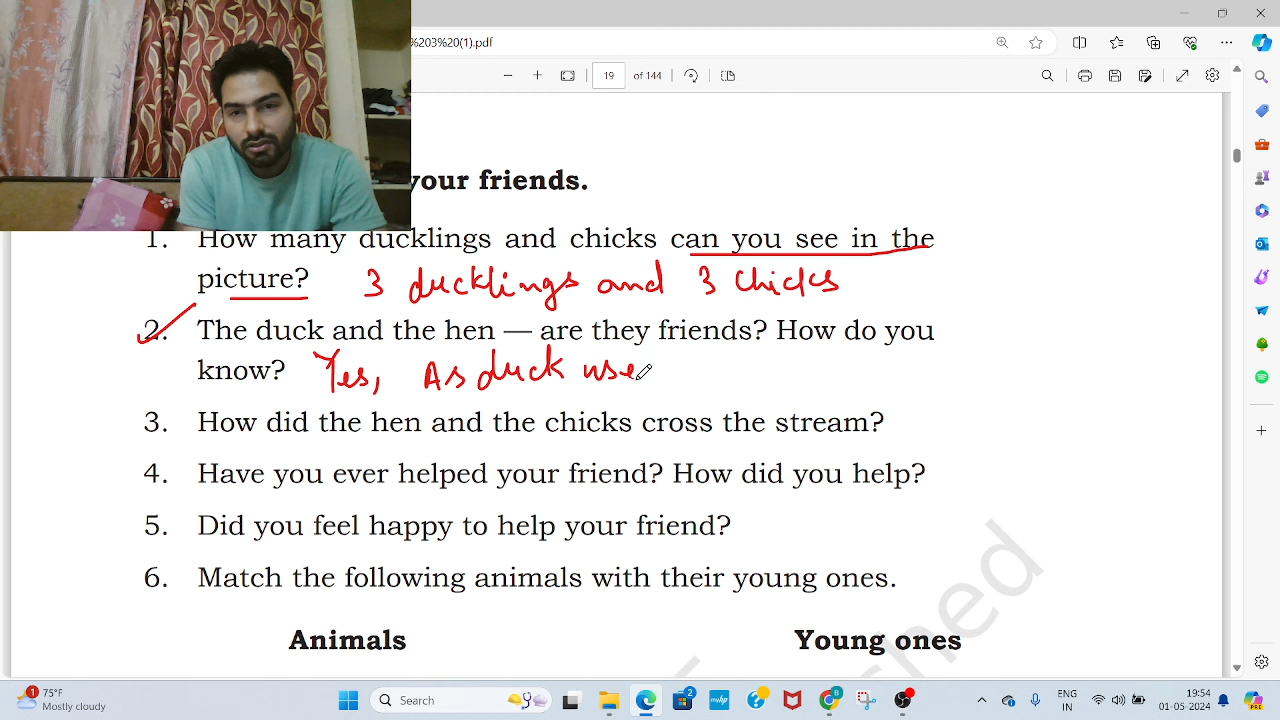 %203%20(1).pdf
19 of 144
your friends.
1. How many ducklings and chicks can you see in the
picture? 3 ducklings and 3 chicks
2. The duck and the hen — are they friends? How do you
know? Yes, As duck use
3. How did the hen and the chicks cross the stream?
4. Have you ever helped your friend? How did you help?
5. Did you feel happy to help your friend?
6. Match the following animals with their young ones.
Animals Young ones
shed
1 75°F
Mostly cloudy
Search
2
myhp
B
ENG
IN
19:54
01-05-2024
PRE